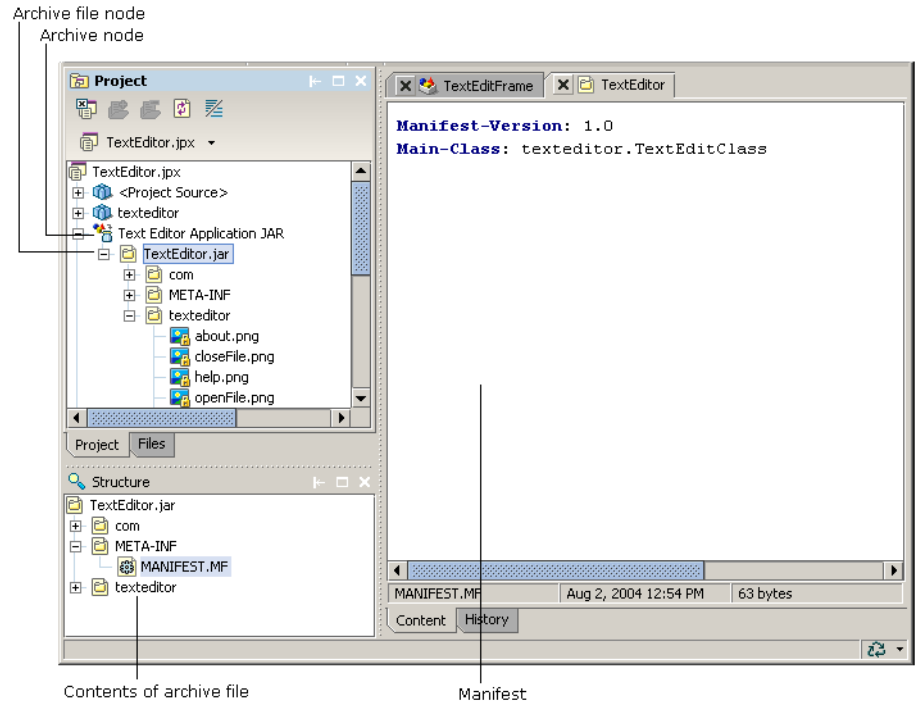 Archive file node
Archive node
Project
TextEditor.jpx
TextEditor.jpx
<Project Source>
texteditor
Text Editor Application JAR
TextEditor.jar
com
META-INF
texteditor
about.png
closeFile.png
help.png
openFile.png
Project Files
Structure
TextEditor.jar
com
META-INF
MANIFEST.MF
texteditor
TextEditFrame TextEditor
Manifest-Version: 1.0
Main-Class: texteditor.TextEditClass
MANIFEST.MF Aug 2, 2004 12:54 PM 63 bytes
Content History
Contents of archive file
Manifest